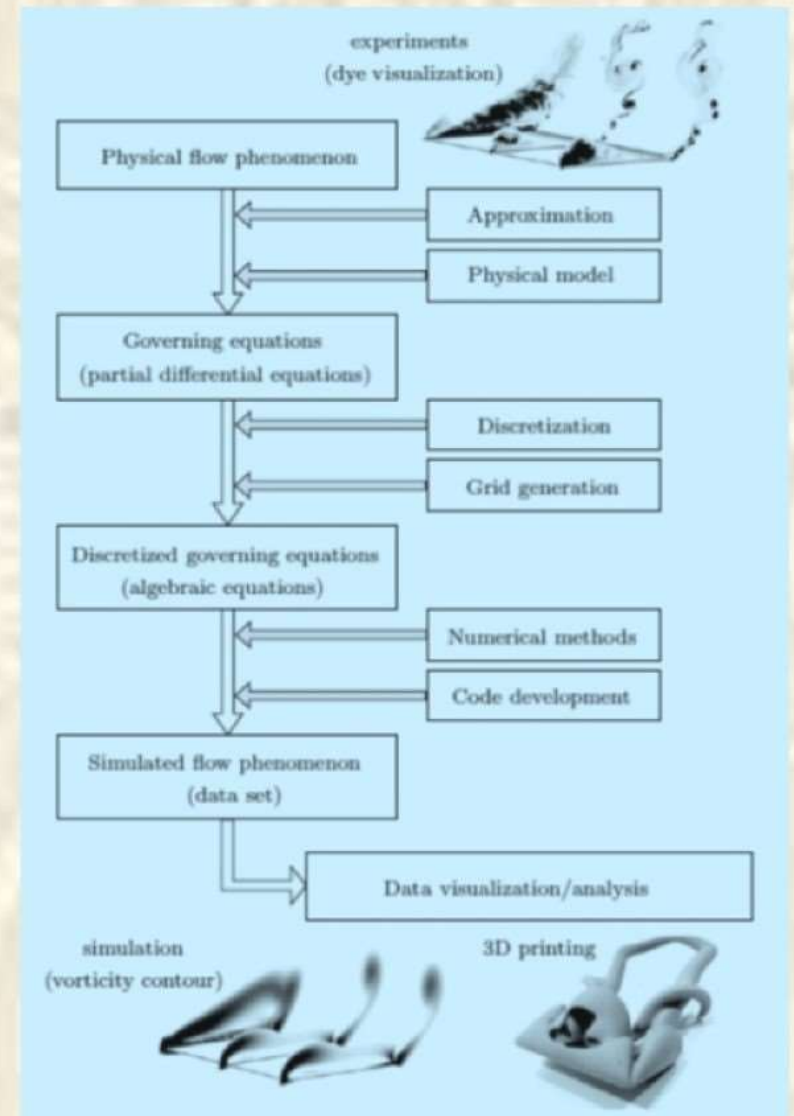 experiments
(dye visualization)
Physical flow phenomenon
Approximation
Physical model
Governing equations
(partial differential equations)
Discretization
Grid generation
Discretized governing equations
(algebraic equations)
Numerical methods
Code development
Simulated flow phenomenon
(data set)
Data visualization/analysis
simulation
(vorticity contour)
3D printing